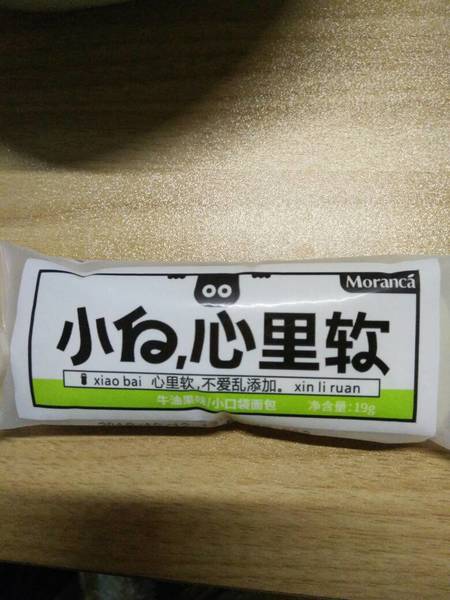 Moranca
小白,心里软
xiao bai 心里软,不爱乱添加。 xin li ruan
牛油果味/小口袋面包 净含量:19g